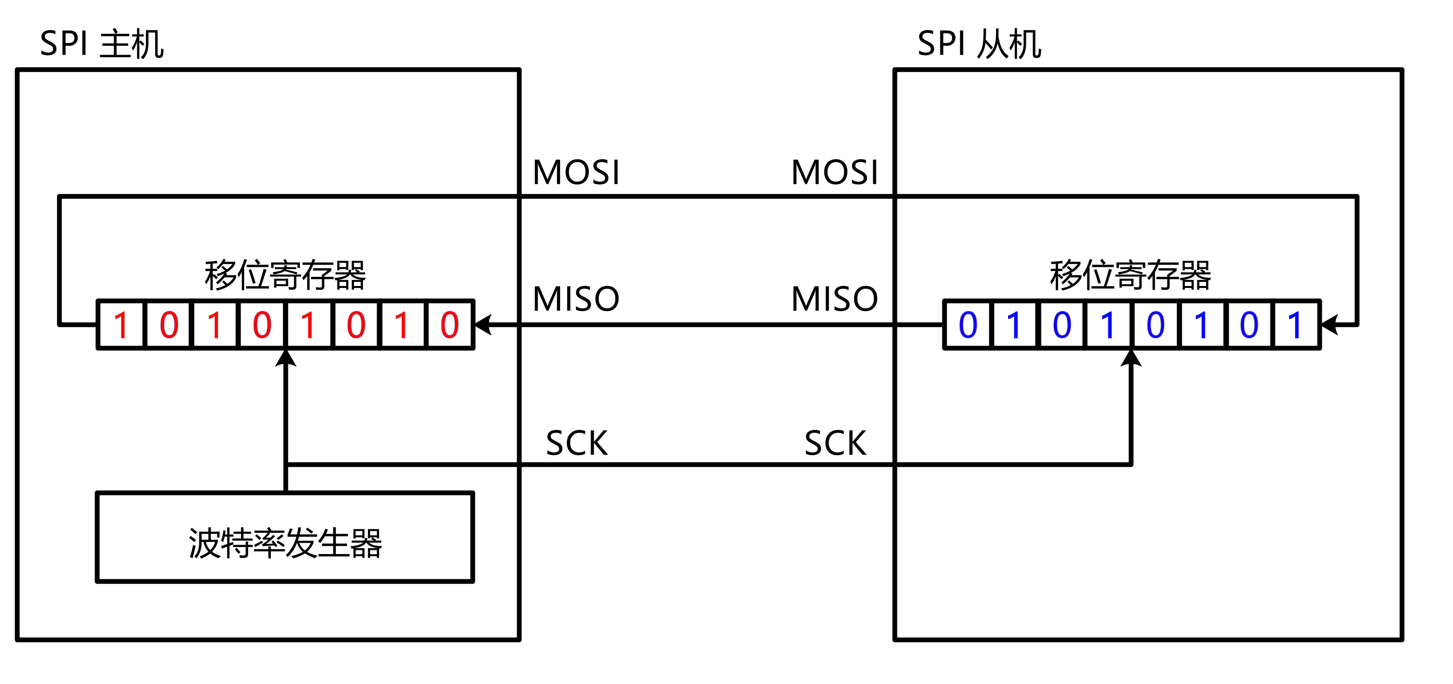 SPI 主机
SPI 从机
MOSI
MOSI
移位寄存器
移位寄存器
MISO
MISO
1 0 1 0 1 0 1 0
0 1 0 1 0 1 0 1
SCK
SCK
波特率发生器